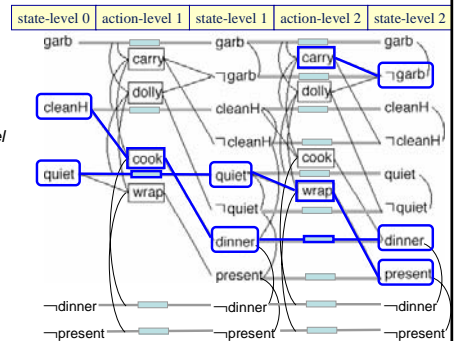 state-level 0 action-level 1 state-level 1 action-level 2 state-level 2
garb garb garb
carry carry
¬garb ¬garb
dolly dolly
cleanH cleanH cleanH
¬cleanH ¬cleanH
el
cook cook
quiet quiet quiet
wrap wrap
¬quiet ¬quiet
dinner dinner
present present
¬dinner ¬dinner ¬dinner
¬present ¬present ¬present